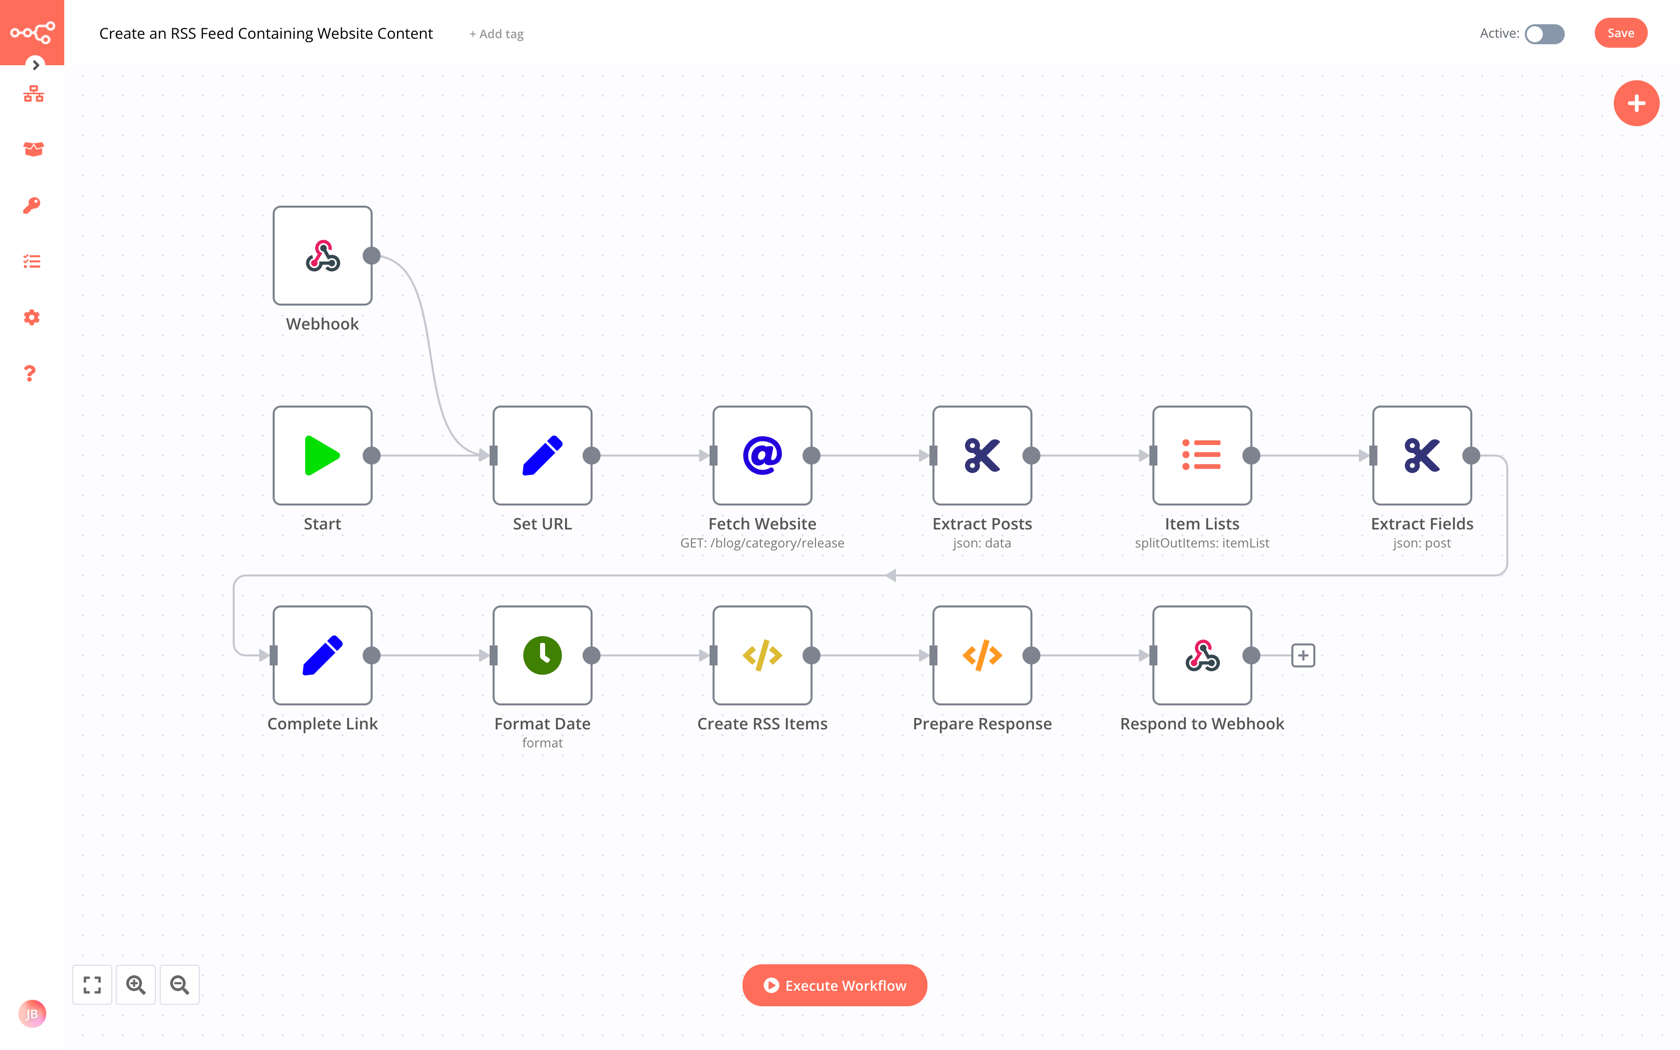 Create an RSS Feed Containing Website Content
+ Add tag
Active:
Save
Webhook
Start
Set URL
Fetch Website
GET: /blog/category/release
Extract Posts
json: data
Item Lists
splitOutItems: itemList
Extract Fields
json: post
Complete Link
Format Date
format
Create RSS Items
Prepare Response
Respond to Webhook
Execute Workflow
JB